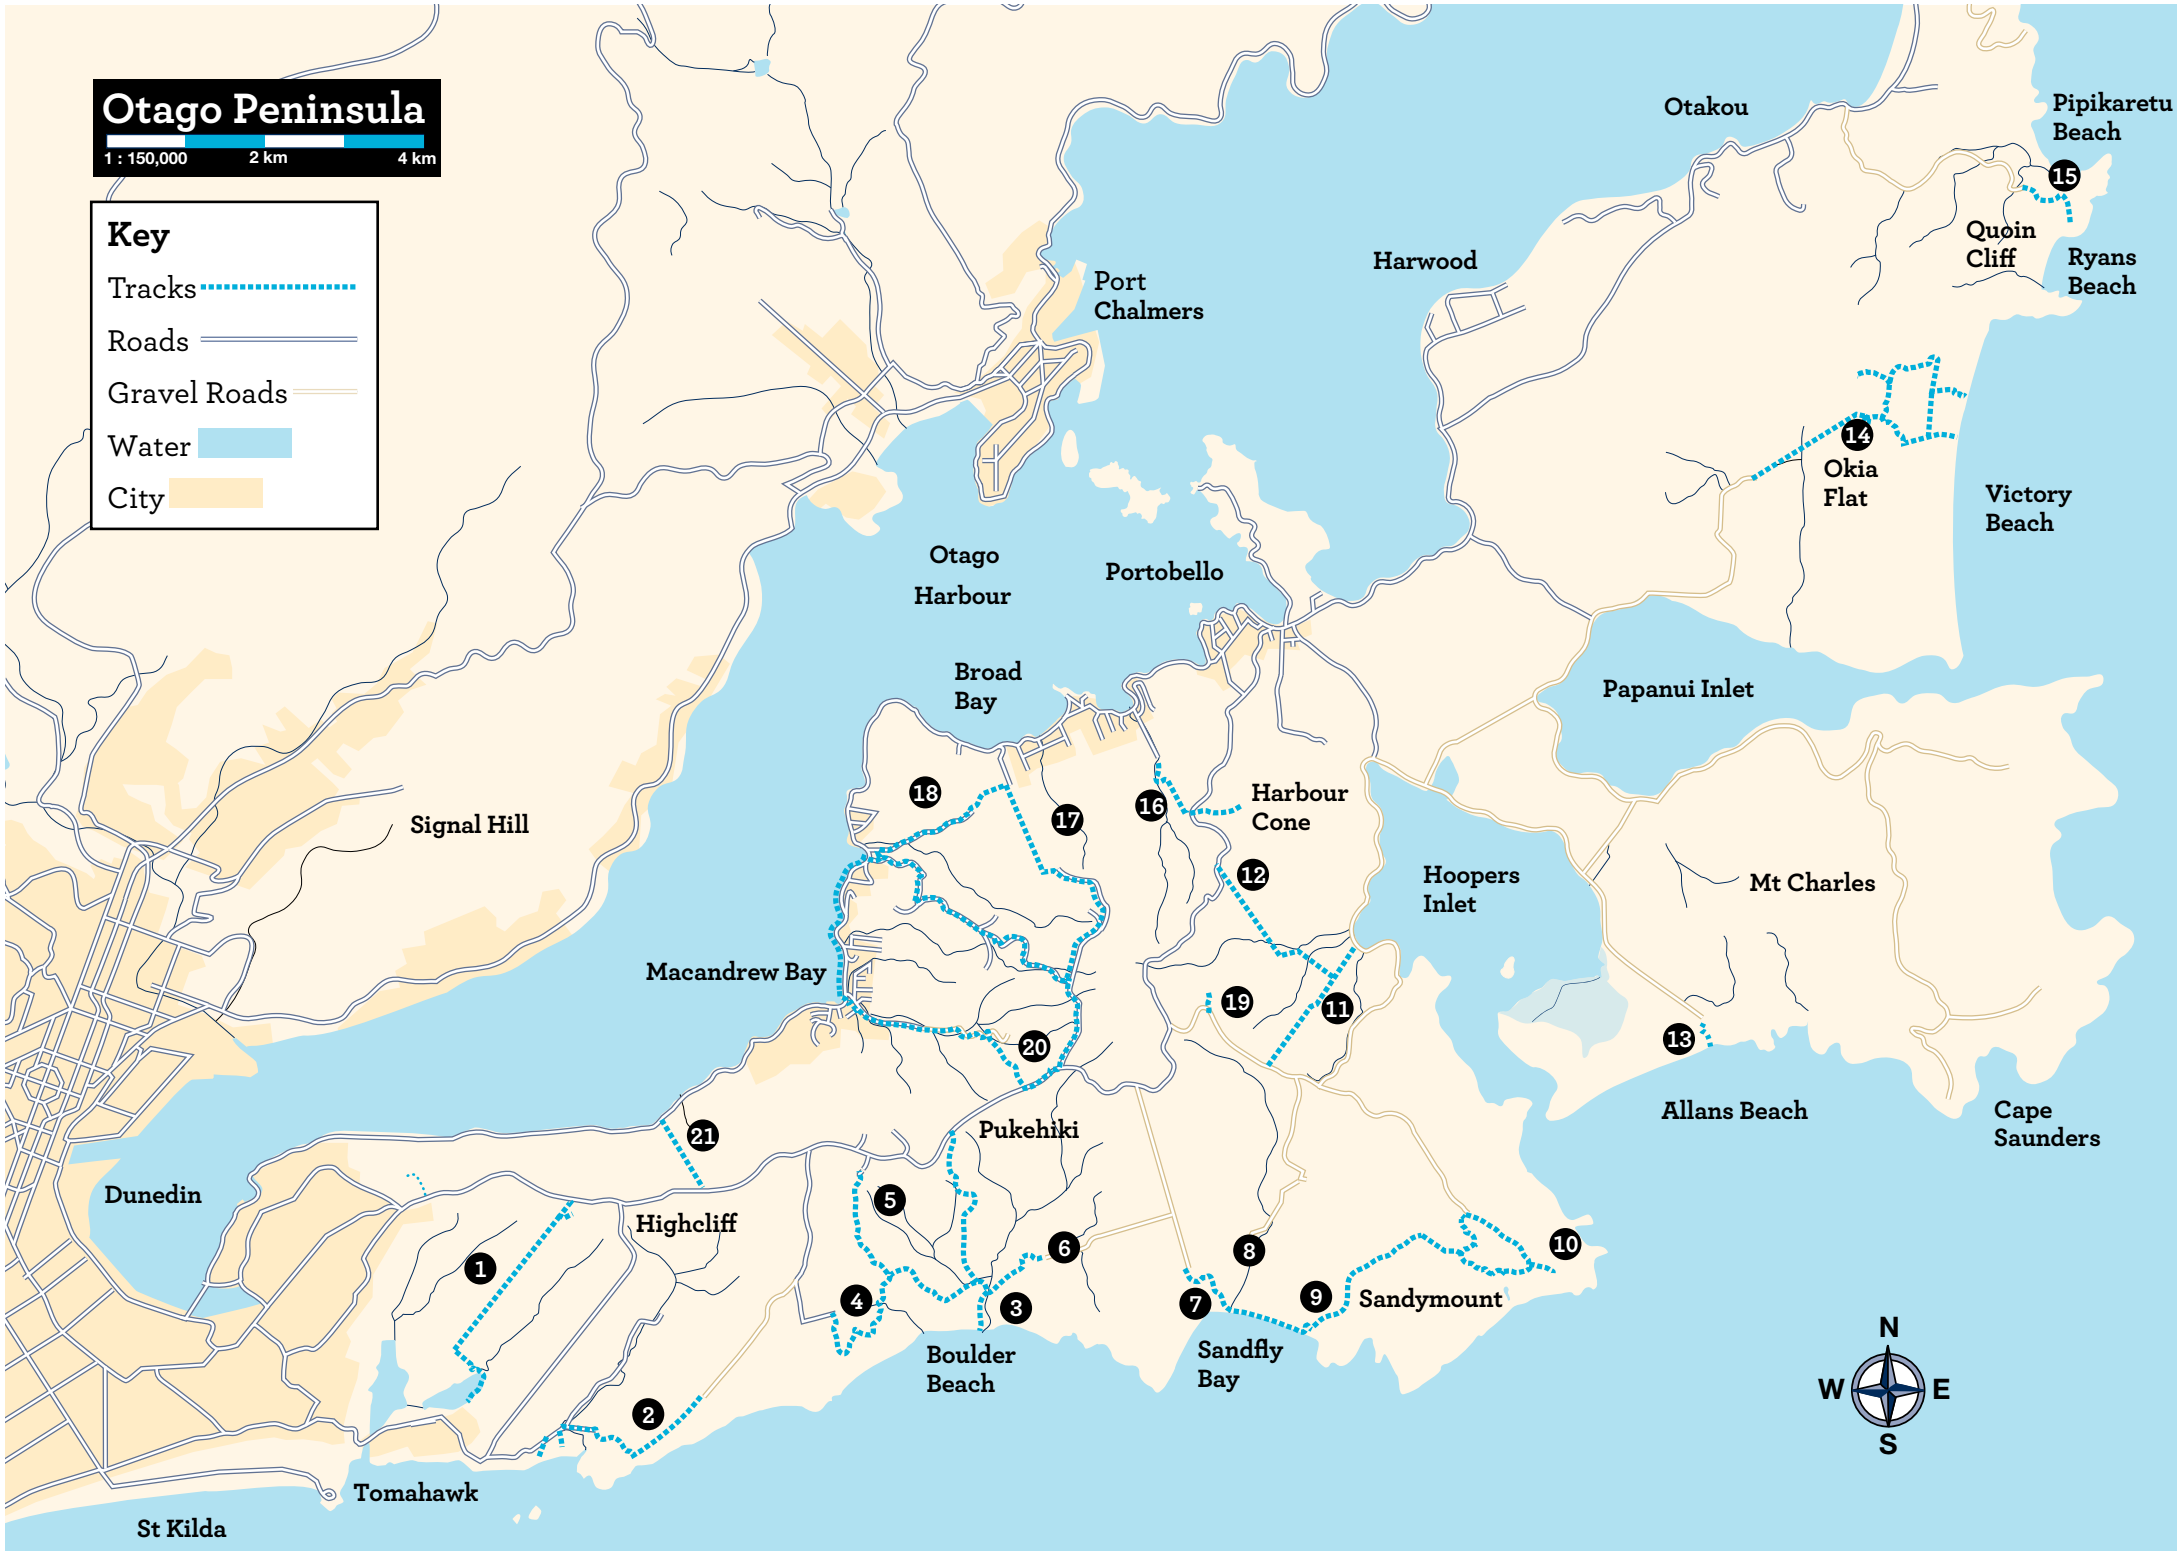 Otago Peninsula
1 : 150,000 2 km 4 km
Key
Tracks
Roads
Gravel Roads
Water
City
Otakou
Pipikaretu
Beach
15
Quoin
Cliff
Ryans
Beach
Harwood
Port
Chalmers
14
Okia
Flat
Victory
Beach
Otago
Harbour
Portobello
Broad
Bay
Papanui Inlet
18
17
16
Harbour
Cone
Signal Hill
12
Hoopers
Inlet
Mt Charles
Macandrew Bay
19
11
20
13
Allans Beach
Cape
Saunders
21
Pukehiki
Dunedin
5
Highcliff
1
6
8
10
4
3
7
9
Sandymount
Boulder
Beach
Sandfly
Bay
2
Tomahawk
St Kilda
N
W E
S